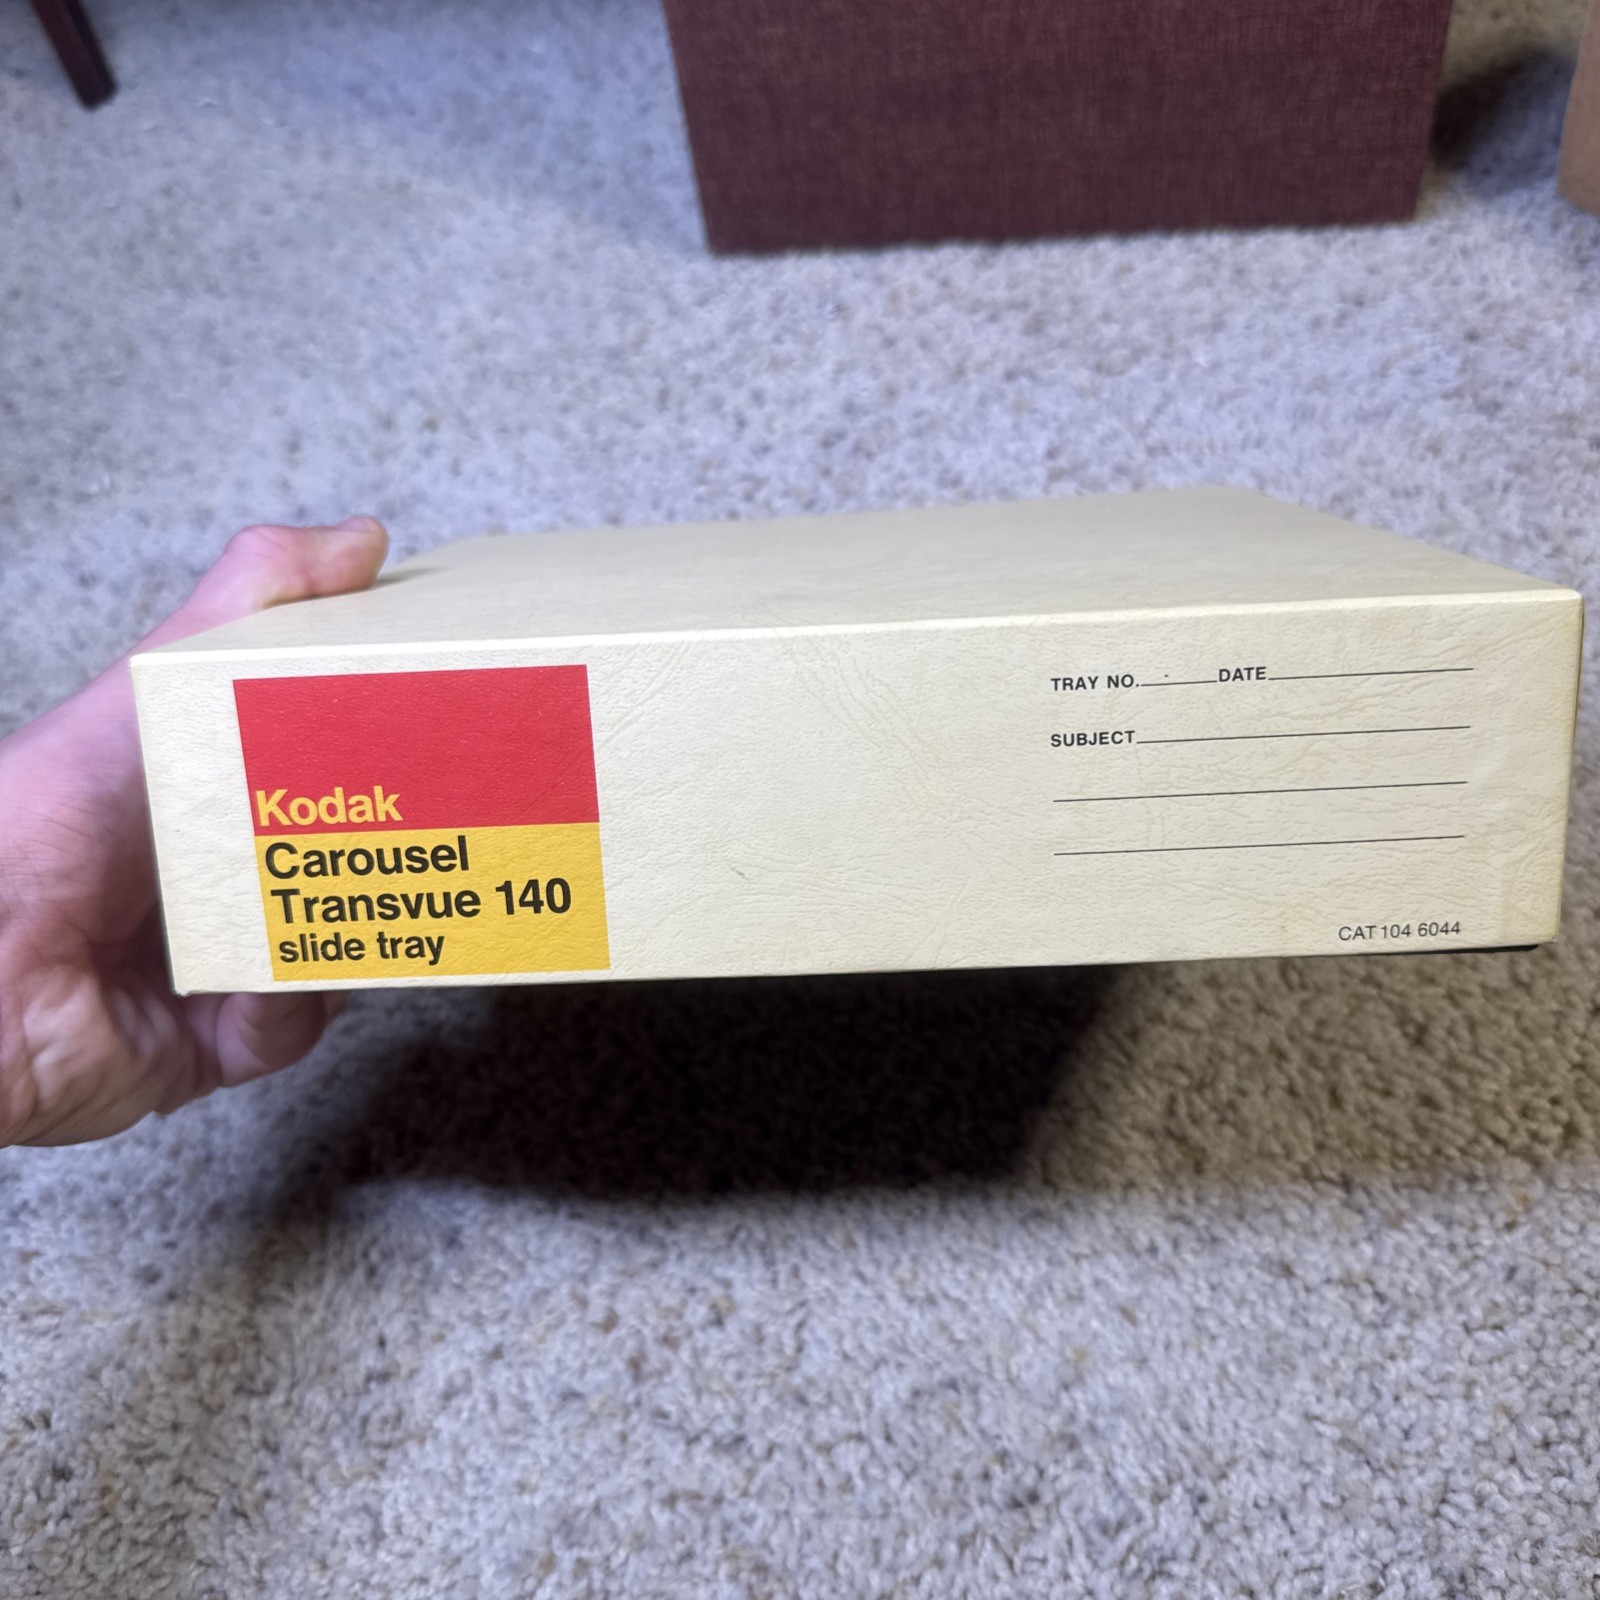 Kodak
Carousel
Transvue 140
slide tray
TRAY NO. DATE
SUBJECT
CAT 104 6044